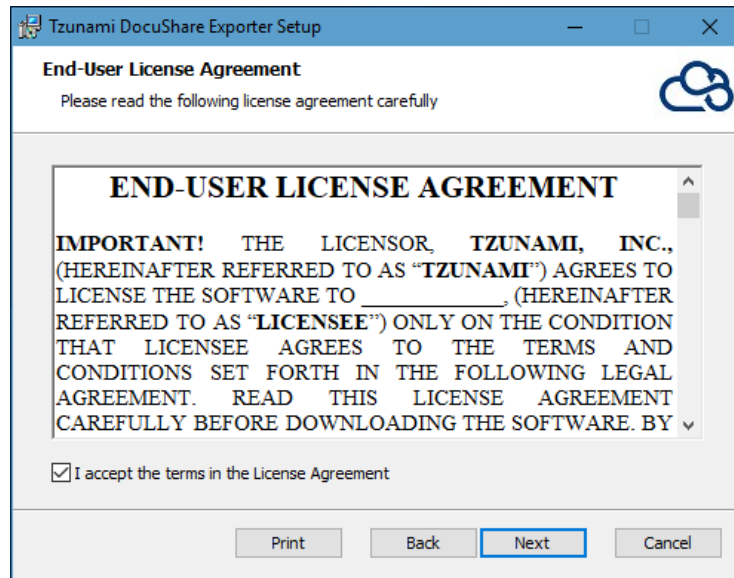 Tzunami DocuShare Exporter Setup
End-User License Agreement
Please read the following license agreement carefully
END-USER LICENSE AGREEMENT
IMPORTANT! THE LICENSOR, TZUNAMI, INC.,
(HEREINAFTER REFERRED TO AS “TZUNAMI”) AGREES TO
LICENSE THE SOFTWARE TO ____________, (HEREINAFTER
REFERRED TO AS “LICENSEE”) ONLY ON THE CONDITION
THAT LICENSEE AGREES TO THE TERMS AND
CONDITIONS SET FORTH IN THE FOLLOWING LEGAL
AGREEMENT. READ THIS LICENSE AGREEMENT
CAREFULLY BEFORE DOWNLOADING THE SOFTWARE. BY
I accept the terms in the License Agreement
Print Back Next Cancel